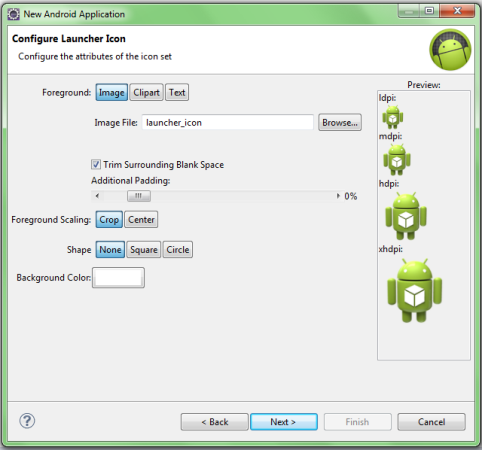 New Android Application
Configure Launcher Icon
Configure the attributes of the icon set
Foreground: Image Clipart Text
Image File: launcher_icon Browse...
Trim Surrounding Blank Space
Additional Padding:
0%
Foreground Scaling: Crop Center
Shape None Square Circle
Background Color:
Preview:
ldpi:
mdpi:
hdpi:
xhdpi:
? < Back Next > Finish Cancel